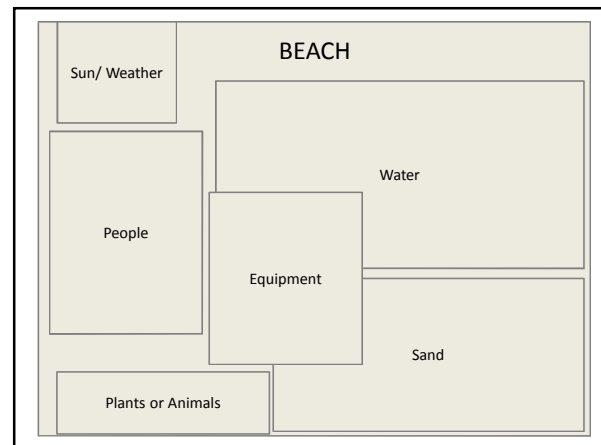 BEACH
Sun/ Weather
Water
People
Equipment
Sand
Plants or Animals